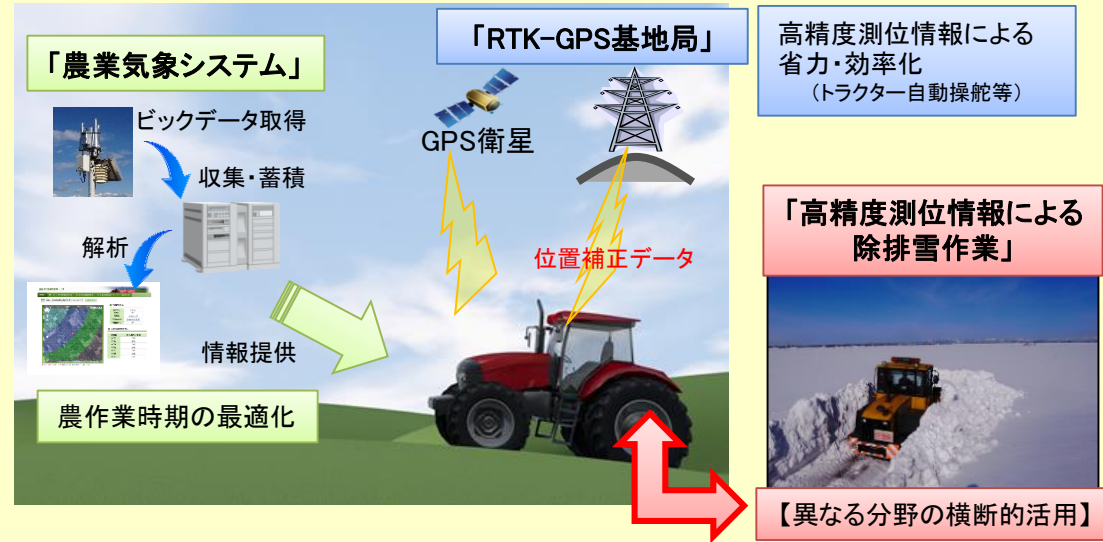 「農業気象システム」
ビックデータ取得
収集・蓄積
解析
情報提供
農作業時期の最適化
「RTK-GPS基地局」
GPS衛星
位置補正データ
高精度測位情報による
省力・効率化
（トラクター自動操舵等）
「高精度測位情報による
除排雪作業」
【異なる分野の横断的活用】